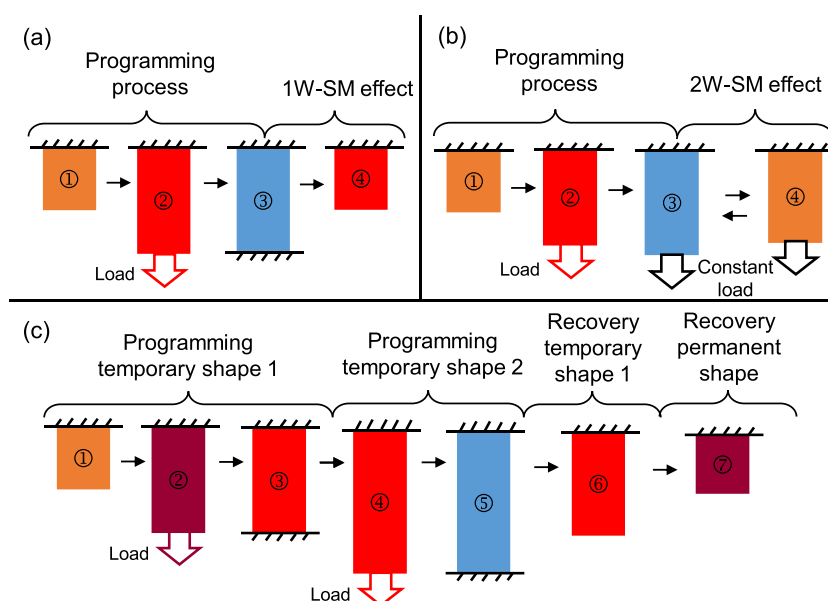 (a)
Programming
process
1W-SM effect
①
②
③
④
Load
(b)
Programming
process
2W-SM effect
①
②
③
④
Load
Constant
load
(c)
Programming
temporary shape 1
Programming
temporary shape 2
Recovery
temporary
shape 1
Recovery
permanent
shape
①
②
③
④
⑤
⑥
⑦
Load
Load